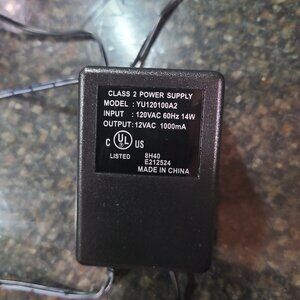 CLASS 2 POWER SUPPLY
MODEL : YU120100A2
INPUT : 120VAC 60Hz 14W
OUTPUT : 12VAC 1000mA
C UL US
LISTED 8H40
E212524
MADE IN CHINA